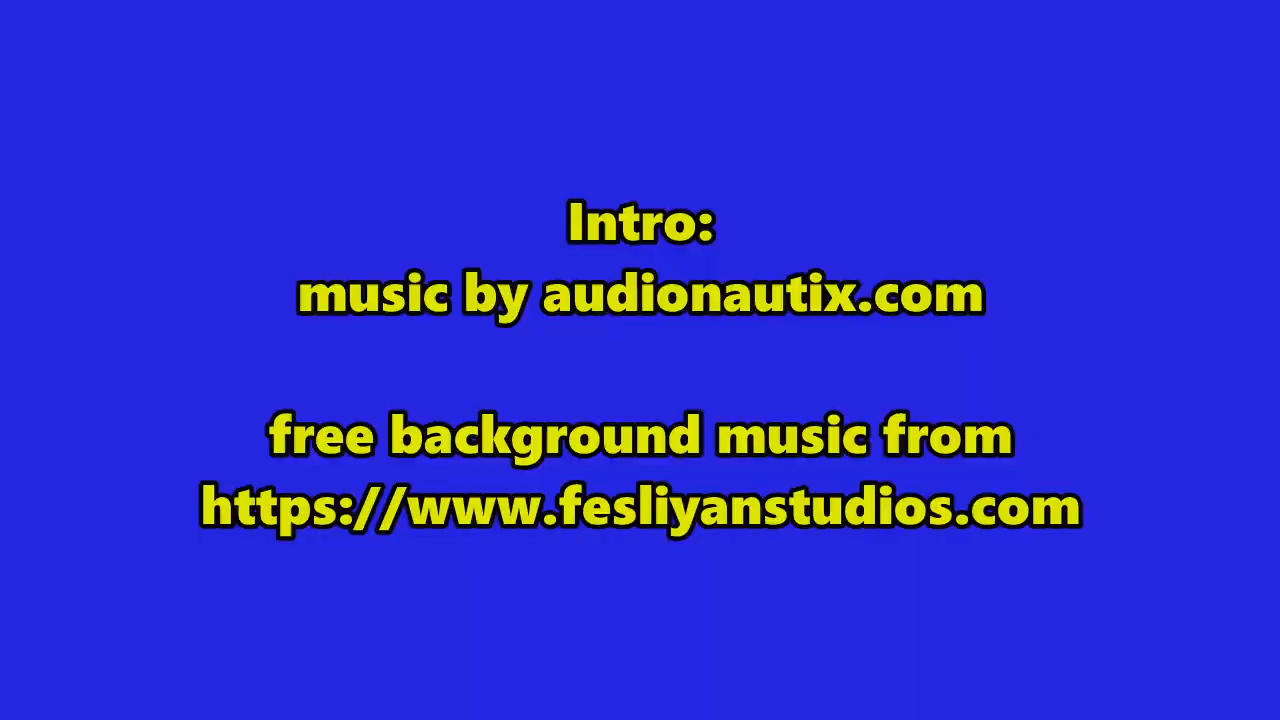 Intro:
music by audionautix.com
free background music from
https://www.fesliyanstudios.com